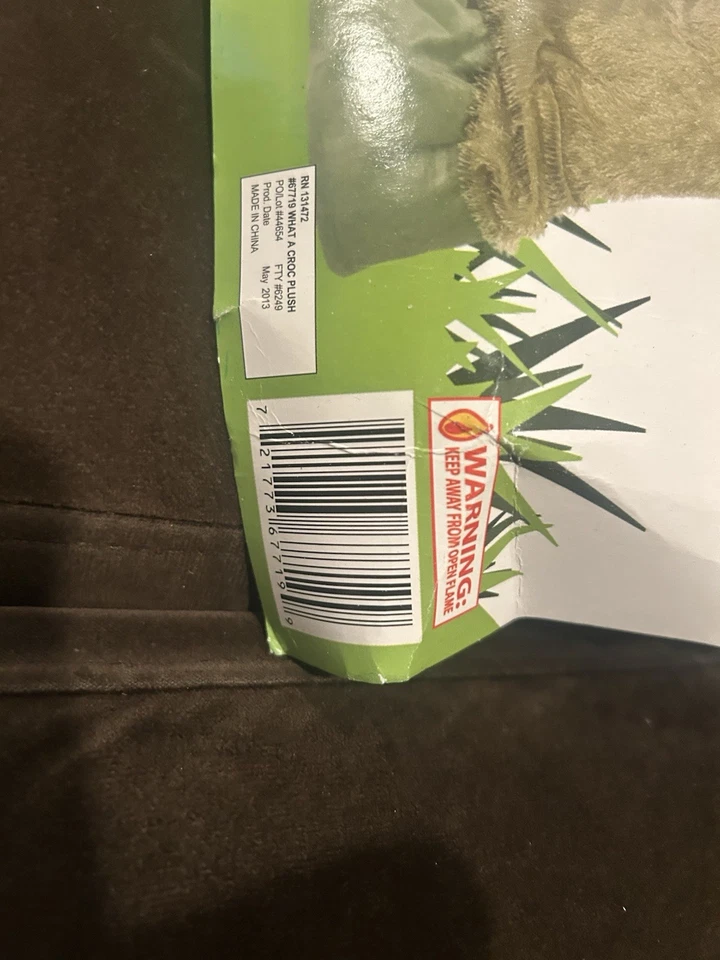 RN 131472
#67719 WHAT A CROC PLUSH
PO/Lot #44654 FTY #6249
Prod. Date May 2013
MADE IN CHINA
7 21773 67719 9
WARNING:
KEEP AWAY FROM OPEN FLAME